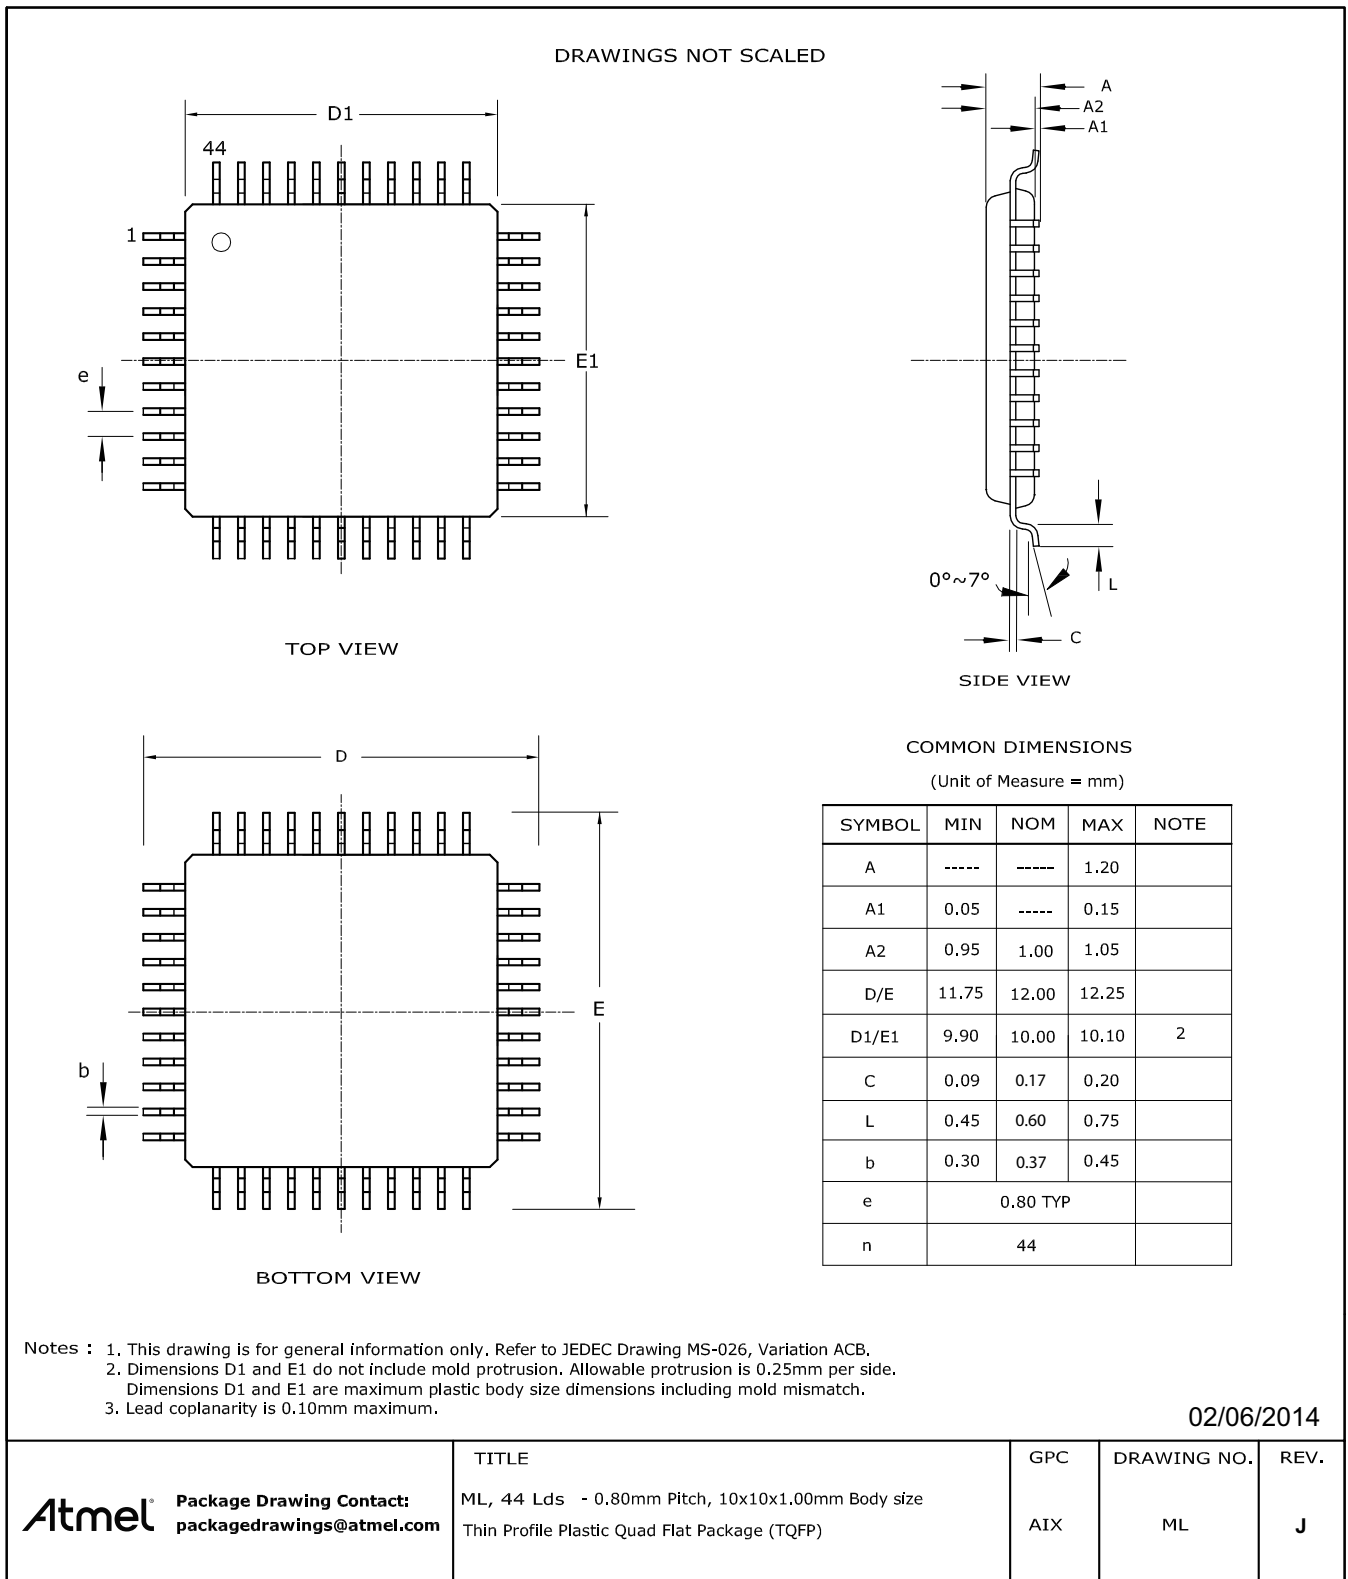 DRAWINGS NOT SCALED
D1
44
1
e
E1
TOP VIEW
A
A2
A1
0°~7°
L
C
SIDE VIEW
D
E
b
BOTTOM VIEW
COMMON DIMENSIONS
(Unit of Measure = mm)
SYMBOL MIN NOM MAX NOTE
A ----- ----- 1.20
A1 0.05 ----- 0.15
A2 0.95 1.00 1.05
D/E 11.75 12.00 12.25
D1/E1 9.90 10.00 10.10 2
C 0.09 0.17 0.20
L 0.45 0.60 0.75
b 0.30 0.37 0.45
e 0.80 TYP
n 44
Notes : 1. This drawing is for general information only. Refer to JEDEC Drawing MS-026, Variation ACB.
2. Dimensions D1 and E1 do not include mold protrusion. Allowable protrusion is 0.25mm per side.
Dimensions D1 and E1 are maximum plastic body size dimensions including mold mismatch.
3. Lead coplanarity is 0.10mm maximum.
02/06/2014
Atmel
Package Drawing Contact:
packagedrawings@atmel.com
TITLE
ML, 44 Lds - 0.80mm Pitch, 10x10x1.00mm Body size
Thin Profile Plastic Quad Flat Package (TQFP)
GPC
AIX
DRAWING NO.
ML
REV.
J